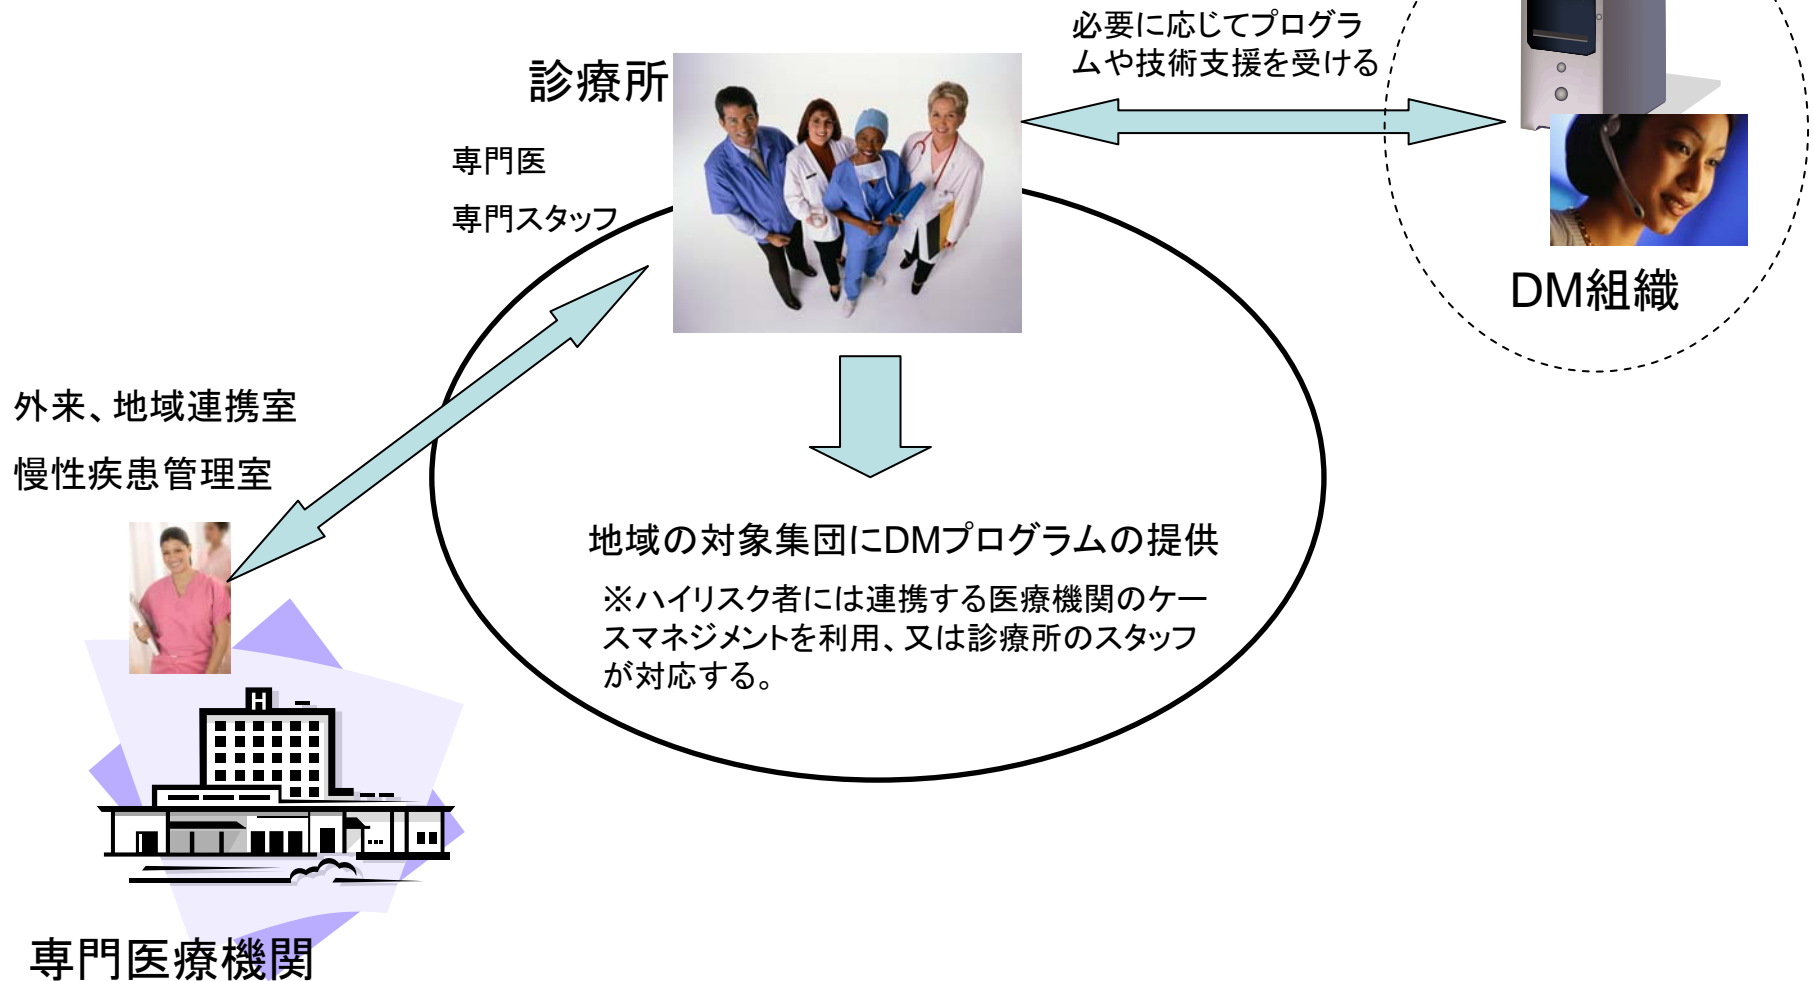 必要に応じてプログラ
ムや技術支援を受ける
診療所
専門医
専門スタッフ
DM組織
外来、地域連携室
慢性疾患管理室
地域の対象集団にDMプログラムの提供
※ハイリスク者には連携する医療機関のケー
スマネジメントを利用、又は診療所のスタッフ
が対応する。
H
専門医療機関